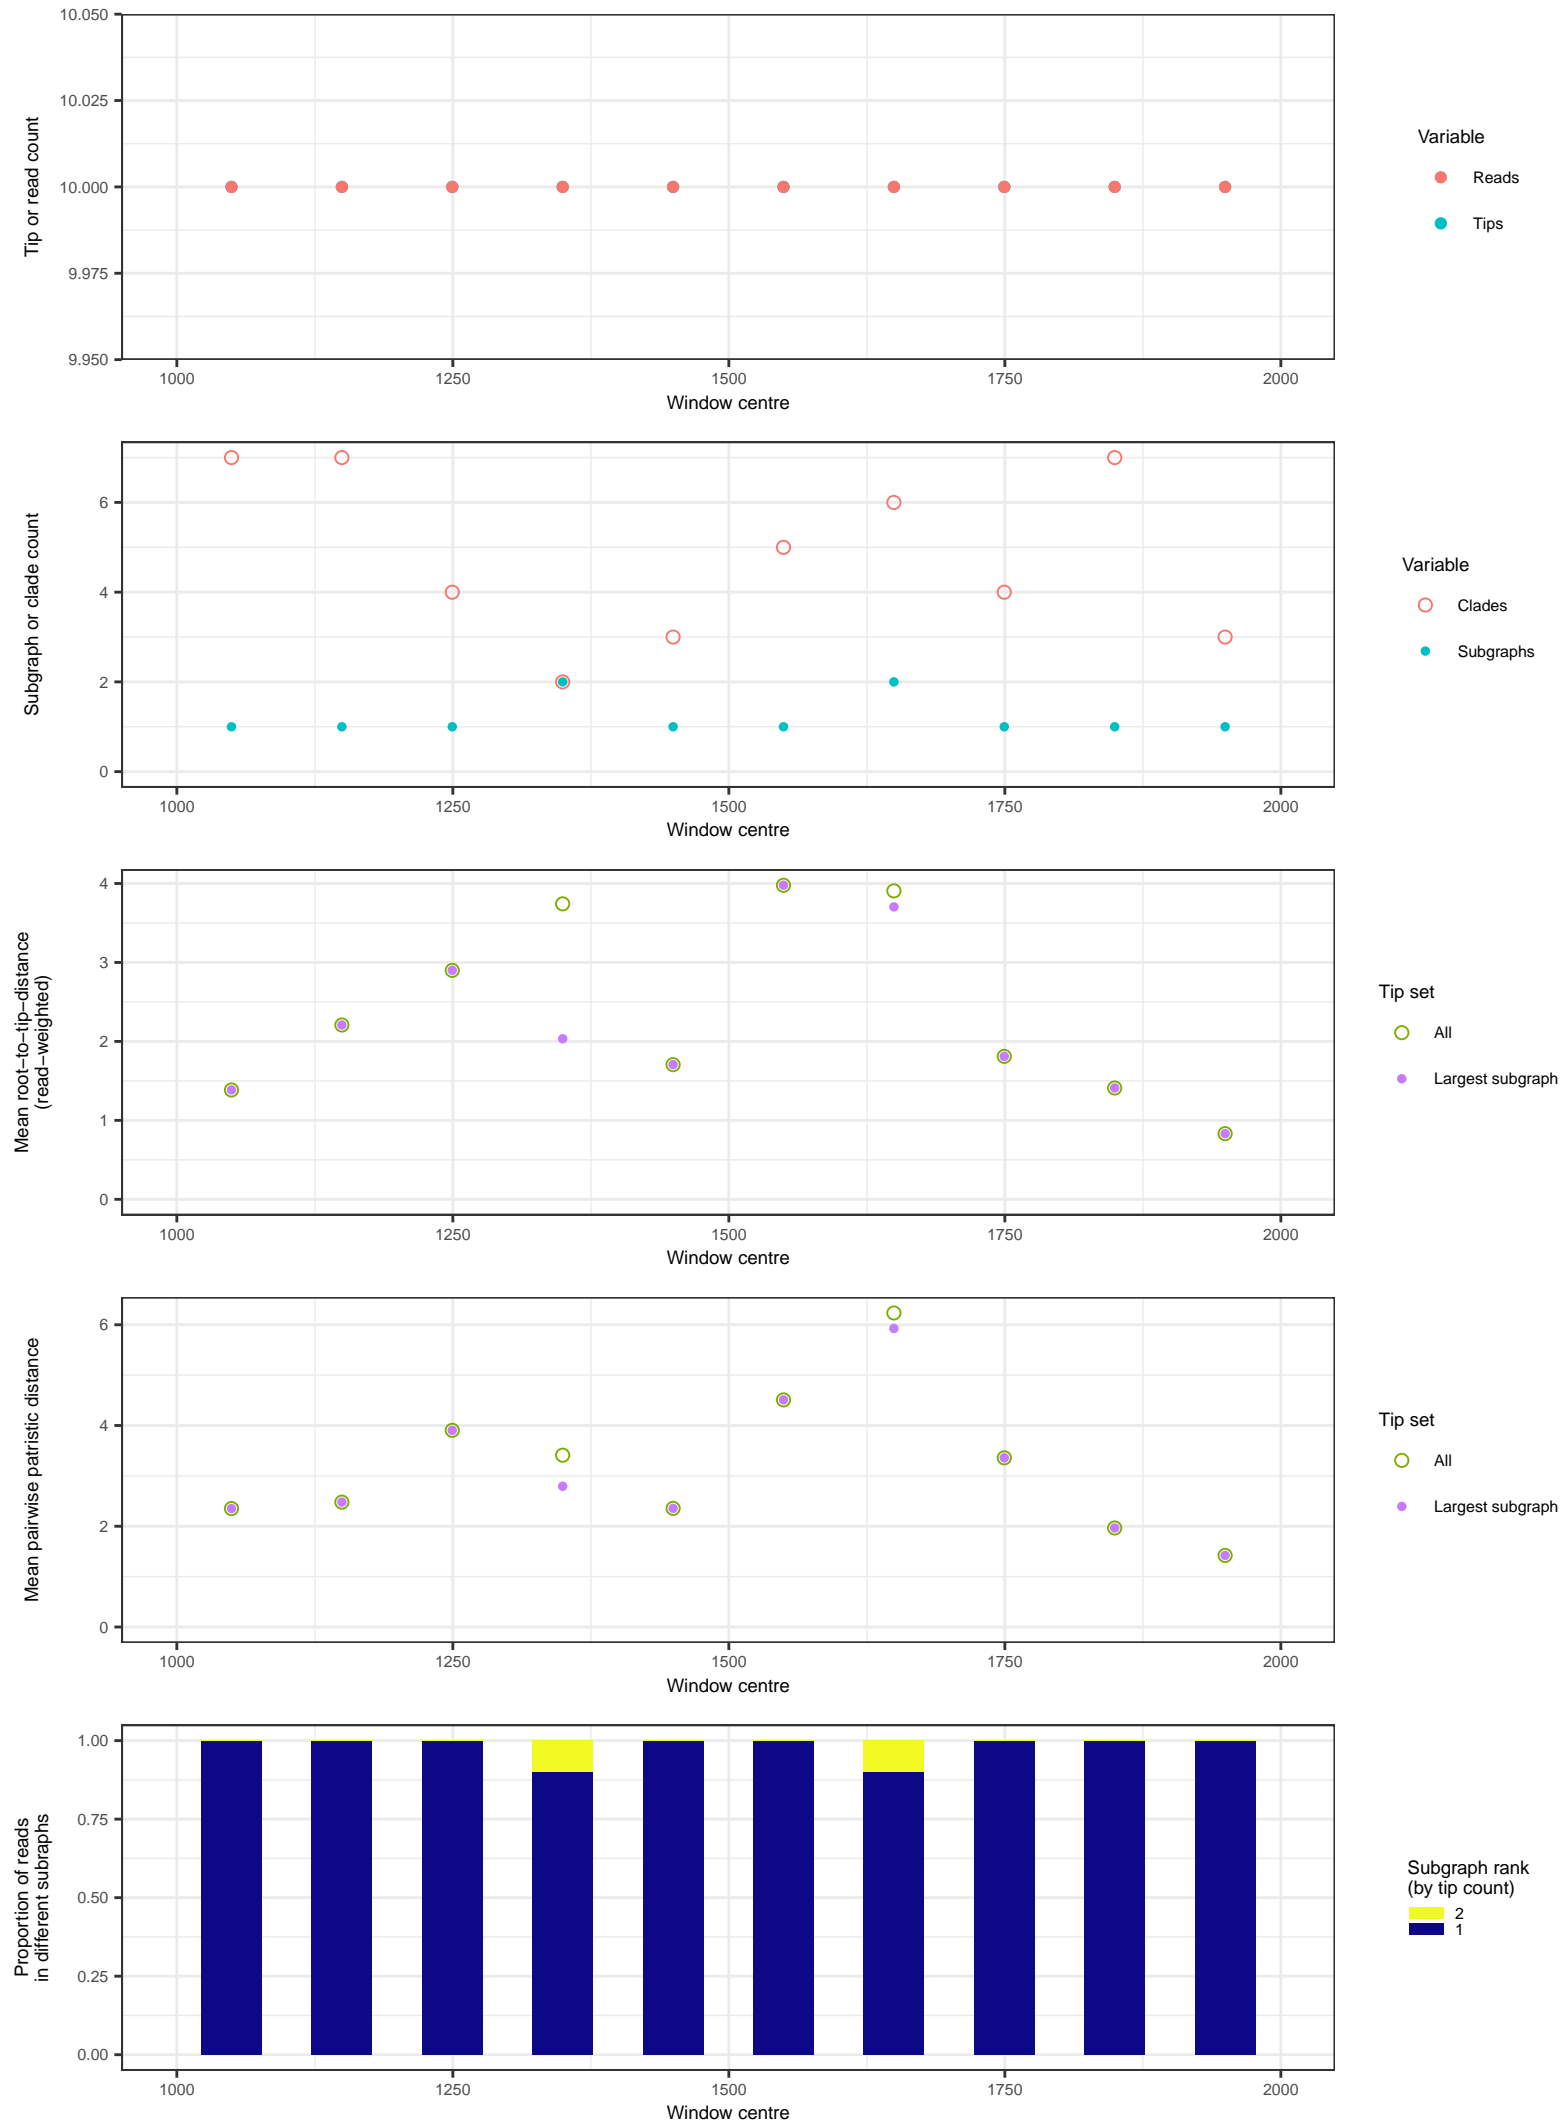 10.050
10.025
10.000
9.975
9.950
Tip or read count
1000 1250 1500 1750 2000
Window centre
Variable
Reads
Tips
6
4
2
0
Subgraph or clade count
1000 1250 1500 1750 2000
Window centre
Variable
Clades
Subgraphs
4
3
2
1
0
Mean root−to−tip−distance
(read−weighted)
1000 1250 1500 1750 2000
Window centre
Tip set
All
Largest subgraph
6
4
2
0
Mean pairwise patristic distance
1000 1250 1500 1750 2000
Window centre
Tip set
All
Largest subgraph
1.00
0.75
0.50
0.25
0.00
Proportion of reads
in different subraphs
1000 1250 1500 1750 2000
Window centre
Subgraph rank
(by tip count)
2
1